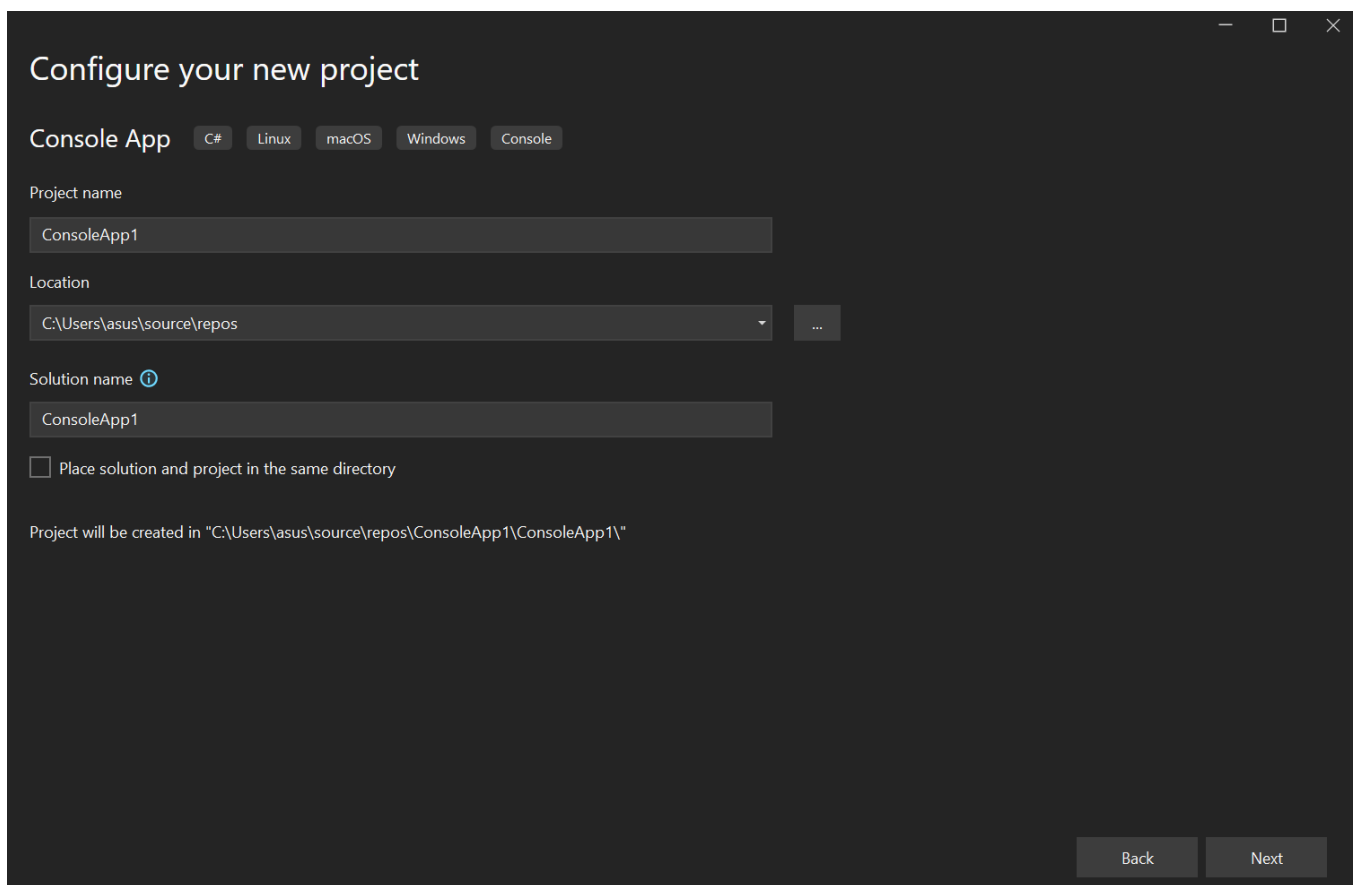 Configure your new project
Console App C# Linux macOS Windows Console
Project name
ConsoleApp1
Location
C:\Users\asus\source\repos ...
Solution name
ConsoleApp1
Place solution and project in the same directory
Project will be created in "C:\Users\asus\source\repos\ConsoleApp1\ConsoleApp1\"
Back Next